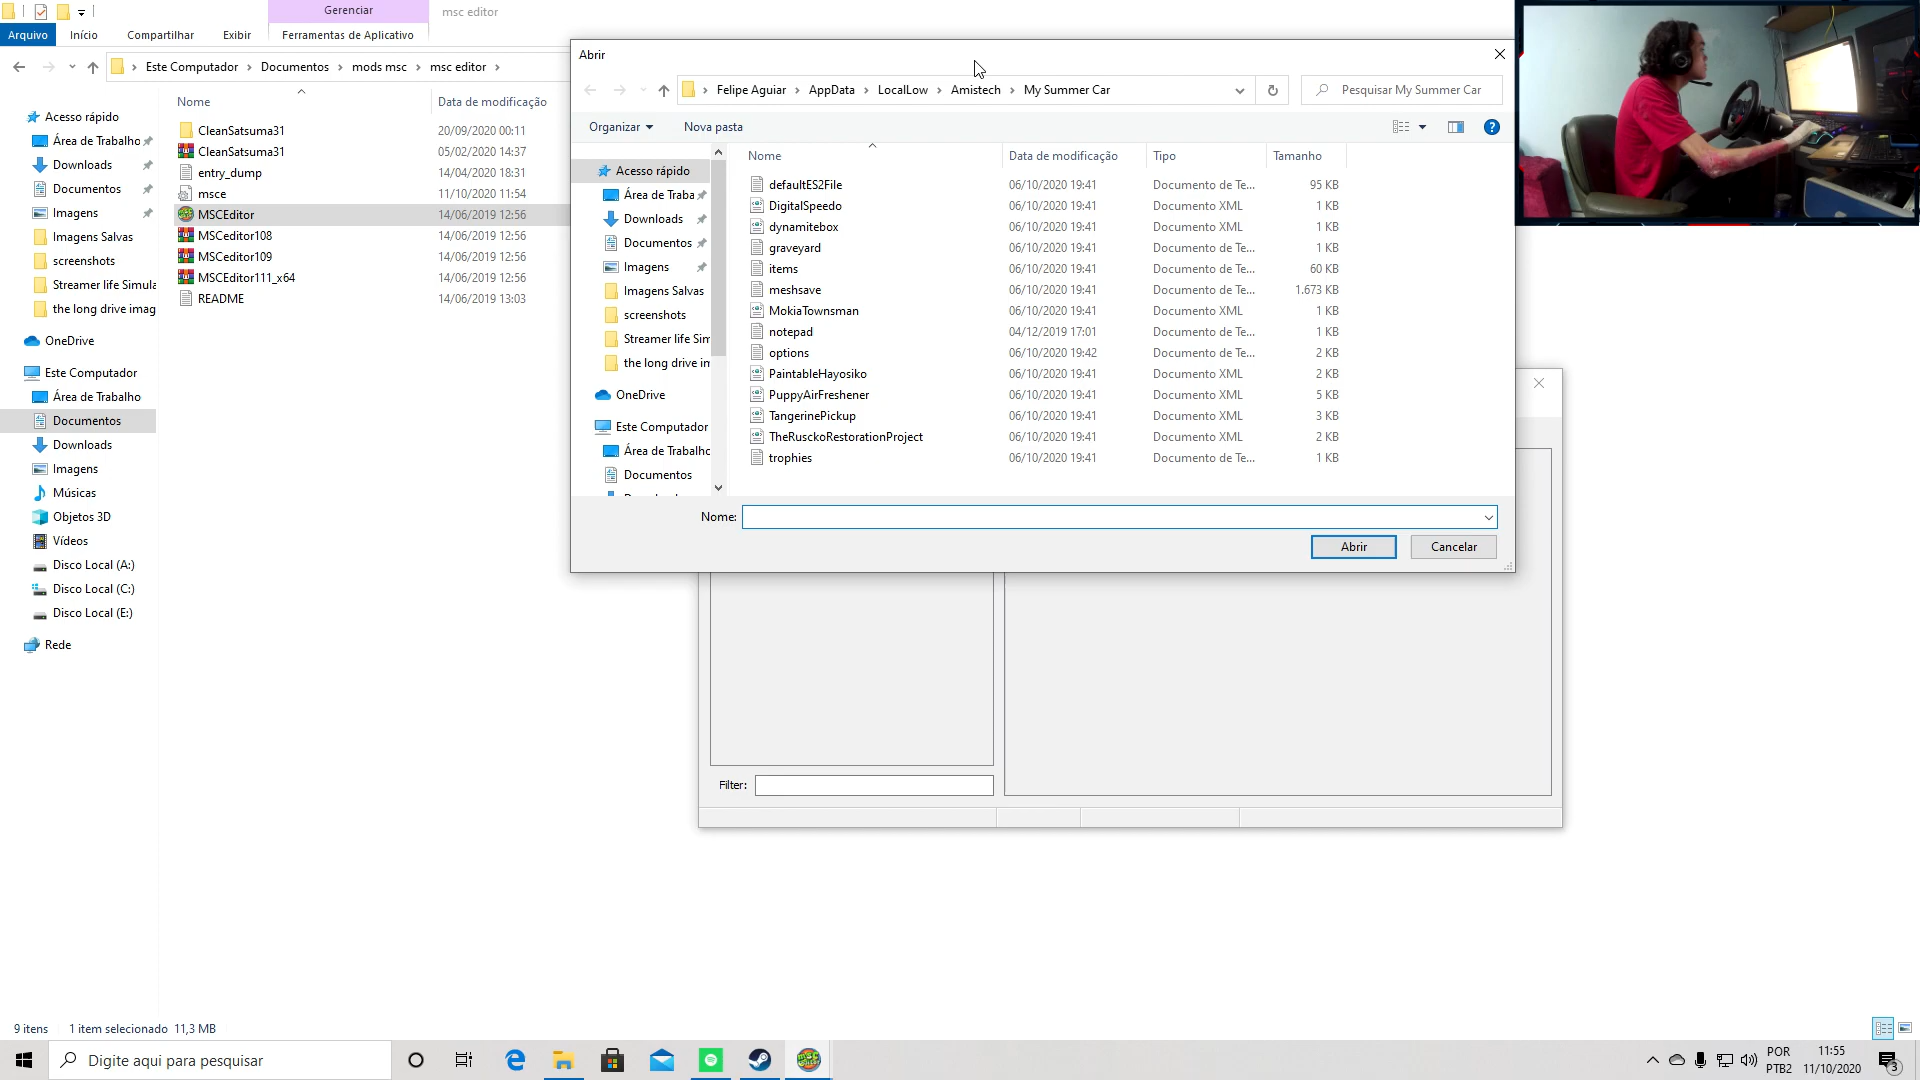 Gerenciar
msc editor
Arquivo
Início
Compartilhar
Exibir
Ferramentas de Aplicativo
Este Computador
Documentos
mods msc
msc editor
Nome
Data de modificação
Acesso rápido
Área de Trabalho
Downloads
Documentos
Imagens
Imagens Salvas
screenshots
Streamer life Simula
the long drive imag
OneDrive
Este Computador
Área de Trabalho
Documentos
Downloads
Imagens
Músicas
Objetos 3D
Vídeos
Disco Local (A:)
Disco Local (C:)
Disco Local (E:)
Rede
CleanSatsuma31 20/09/2020 00:11
CleanSatsuma31 05/02/2020 14:37
entry_dump 14/04/2020 18:31
msce 11/10/2020 11:54
MSCEditor 14/06/2019 12:56
MSCeditor108 14/06/2019 12:56
MSCeditor109 14/06/2019 12:56
MSCEditor111_x64 14/06/2019 12:56
README 14/06/2019 13:03
Abrir
Felipe Aguiar
AppData
LocalLow
Amistech
My Summer Car
Pesquisar My Summer Car
Organizar
Nova pasta
Acesso rápido
Área de Traba
Downloads
Documentos
Imagens
Imagens Salvas
screenshots
Streamer life Sim
the long drive in
OneDrive
Este Computador
Área de Trabalho
Documentos
Nome Data de modificação Tipo Tamanho
defaultES2File 06/10/2020 19:41 Documento de Te... 95 KB
DigitalSpeedo 06/10/2020 19:41 Documento XML 1 KB
dynamitebox 06/10/2020 19:41 Documento XML 1 KB
graveyard 06/10/2020 19:41 Documento de Te... 1 KB
items 06/10/2020 19:41 Documento de Te... 60 KB
meshsave 06/10/2020 19:41 Documento de Te... 1.673 KB
MokiaTownsman 06/10/2020 19:41 Documento XML 1 KB
notepad 04/12/2019 17:01 Documento de Te... 1 KB
options 06/10/2020 19:42 Documento de Te... 2 KB
PaintableHayosiko 06/10/2020 19:41 Documento XML 2 KB
PuppyAirFreshener 06/10/2020 19:41 Documento XML 5 KB
TangerinePickup 06/10/2020 19:41 Documento XML 3 KB
TheRusckoRestorationProject 06/10/2020 19:41 Documento XML 2 KB
trophies 06/10/2020 19:41 Documento de Te... 1 KB
Nome:
Abrir
Cancelar
Filter:
9 itens
1 item selecionado 11,3 MB
Digite aqui para pesquisar
POR
PTB2
11:55
11/10/2020
3